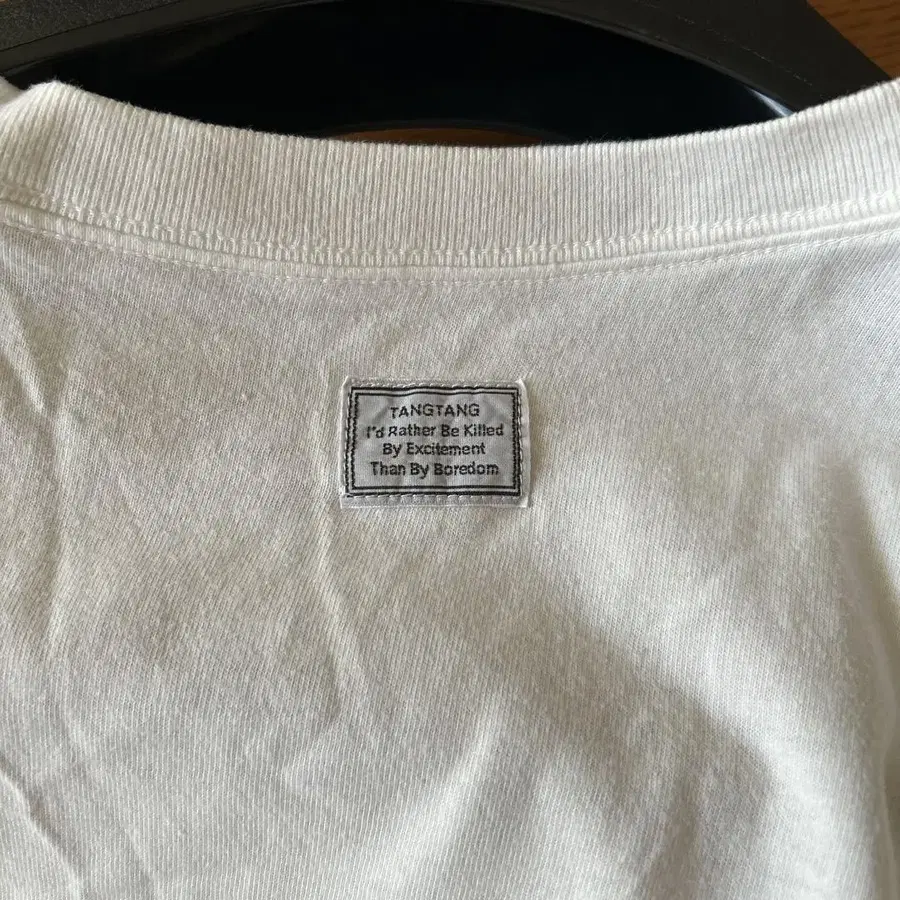 TANGTANG
I'd Rather Be Killed
By Excitement
Than By Boredom